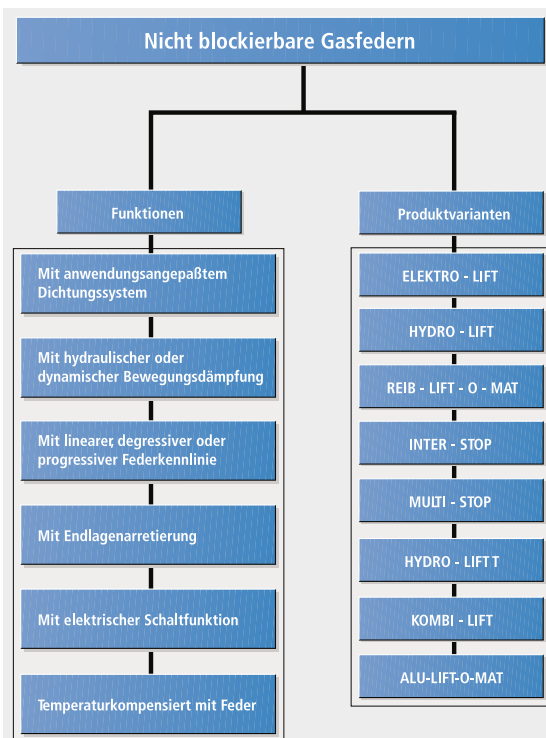 Nicht blockierbare Gasfedern
Funktionen
Mit anwendungsangepaßtem
Dichtungssystem
Mit hydraulischer oder
dynamischer Bewegungsdämpfung
Mit linearer, degressiver oder
progressiver Federkennlinie
Mit Endlagenarretierung
Mit elektrischer Schaltfunktion
Temperaturkompensiert mit Feder
Produktvarianten
ELEKTRO - LIFT
HYDRO - LIFT
REIB - LIFT - O - MAT
INTER - STOP
MULTI - STOP
HYDRO - LIFT T
KOMBI - LIFT
ALU-LIFT-O-MAT